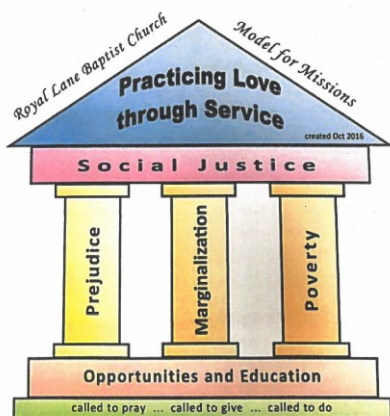 Royal Lane Baptist Church
Model for Missions
Practicing Love
through Service
created Oct 2016
Social Justice
Prejudice
Marginalization
Poverty
Opportunities and Education
called to pray ... called to give ... called to do